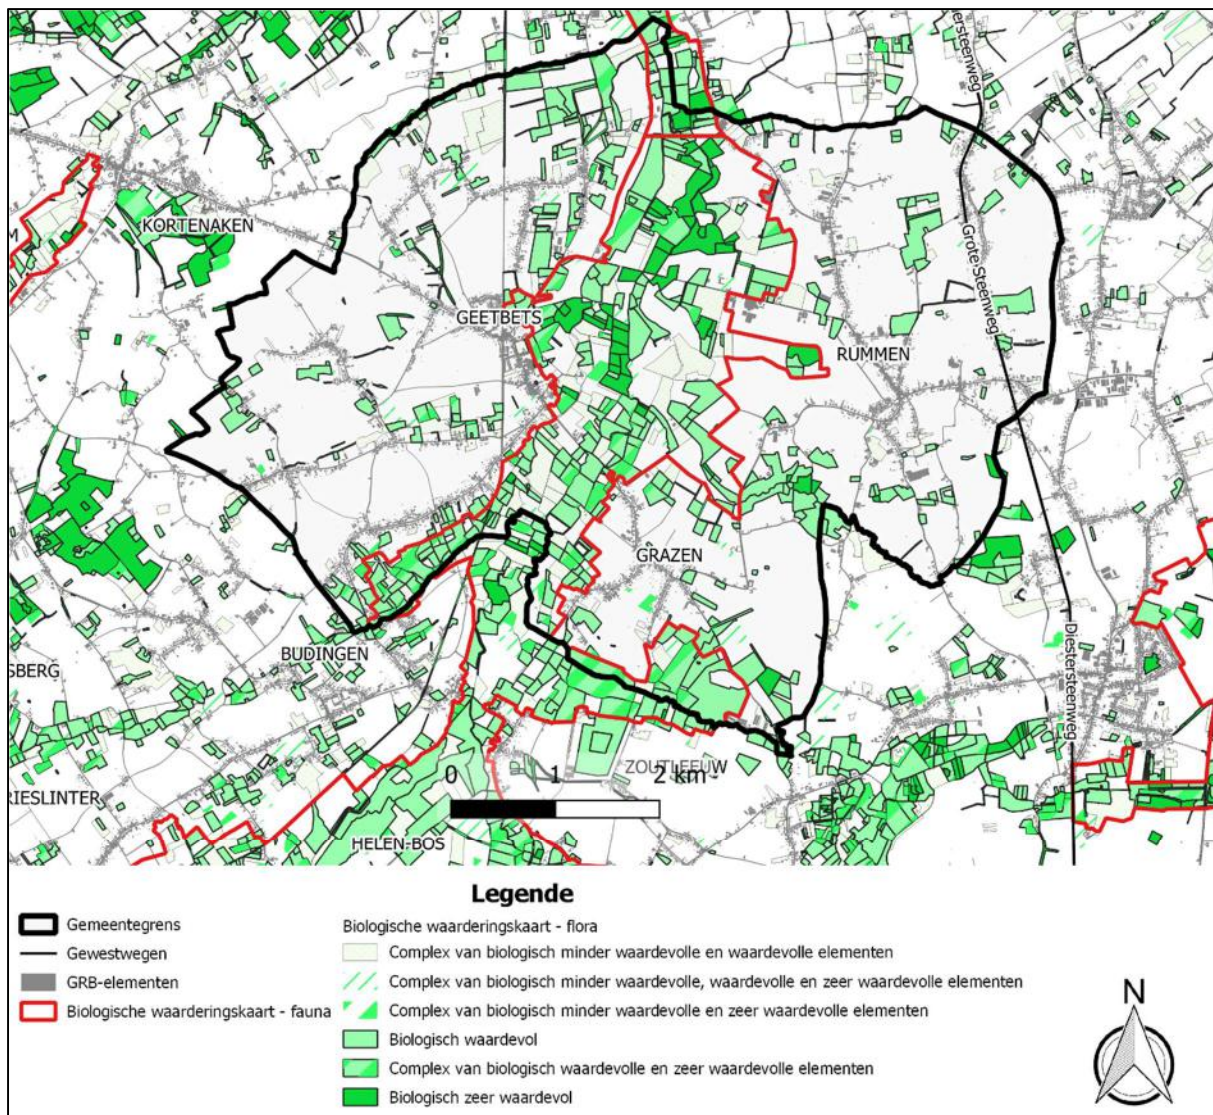 ersteenweg
Diestersteenweg
KORTENAKEN
M
Grote Steenweg
GEETBETS
RUMMEN
GRAZEN
BUDINGEN
SBERG
Diestersteenweg
ZOUTLEEUW
0 1 2 km
RIESLINTER
HELEN-BOS
Legende
Gemeentegrens
Gewestwegen
GRB-elementen
Biologische waarderingskaart - fauna
Biologische waarderingskaart - flora
Complex van biologisch minder waardevolle en waardevolle elementen
Complex van biologisch minder waardevolle, waardevolle en zeer waardevolle elementen
Complex van biologisch minder waardevolle en zeer waardevolle elementen
Biologisch waardevol
Complex van biologisch waardevolle en zeer waardevolle elementen
Biologisch zeer waardevol
N